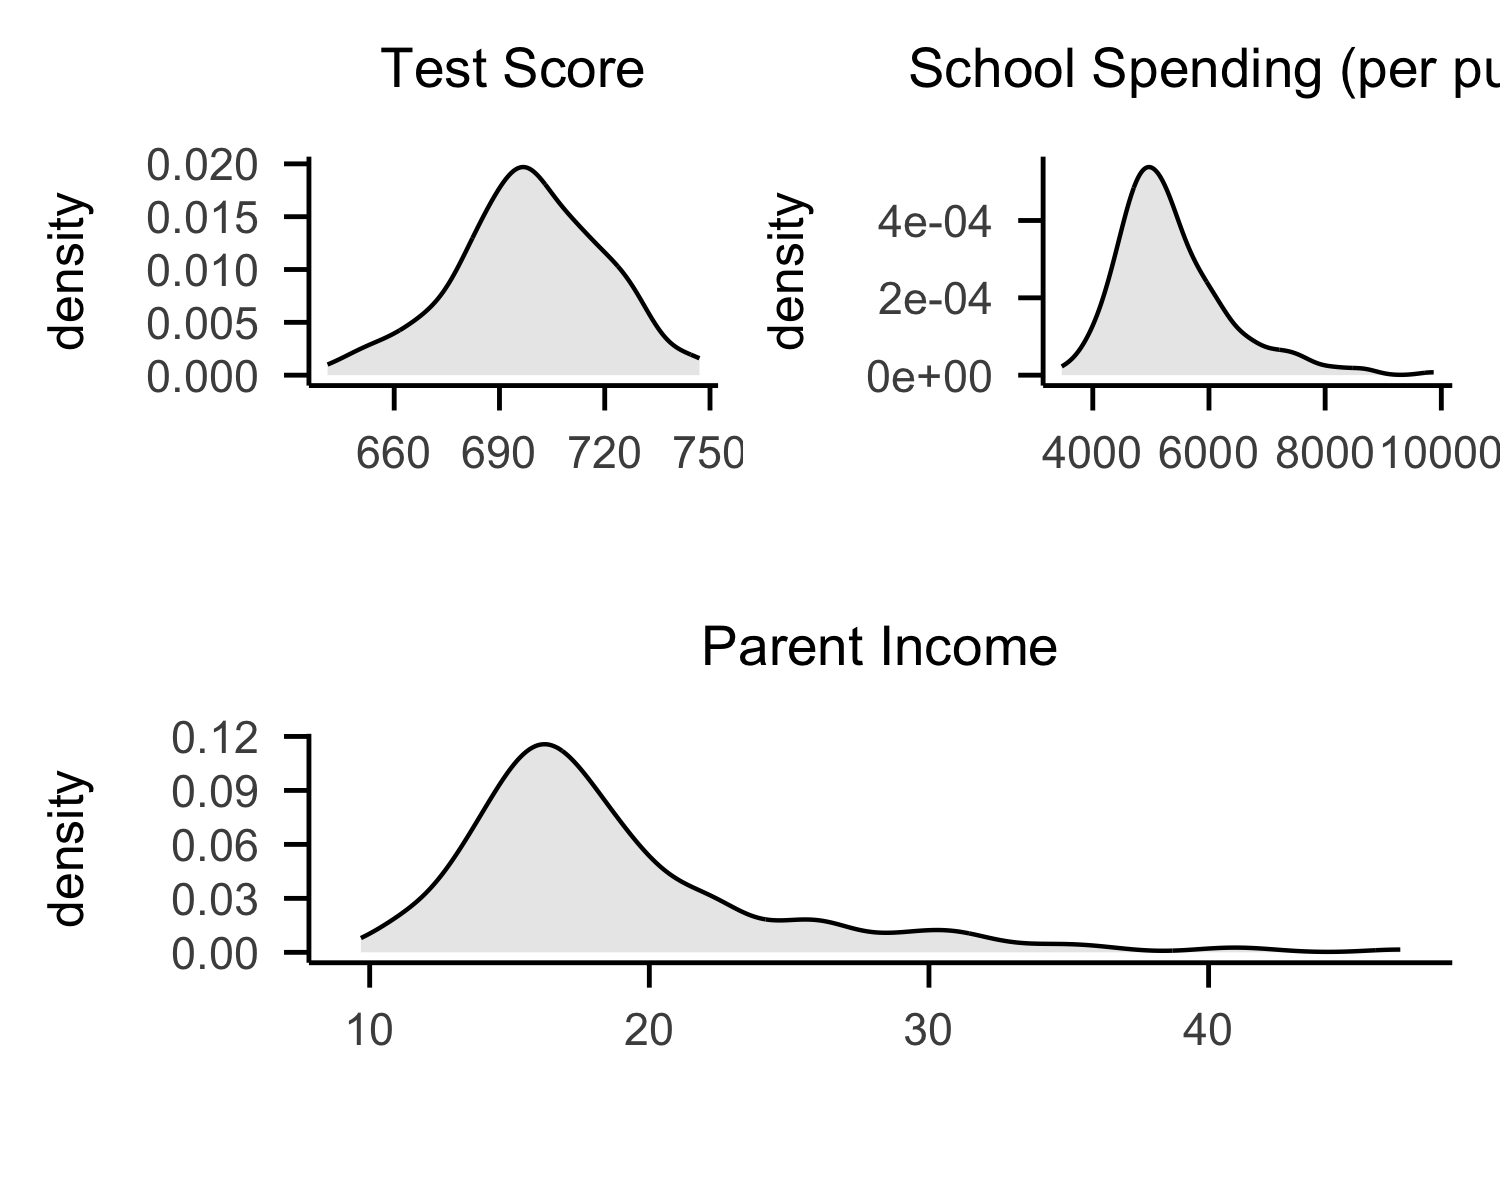 Test Score
density
0.020
0.015
0.010
0.005
0.000
660 690 720 750
School Spending (per pu
density
4e-04
2e-04
0e+00
4000 6000 8000 10000
Parent Income
density
0.12
0.09
0.06
0.03
0.00
10 20 30 40